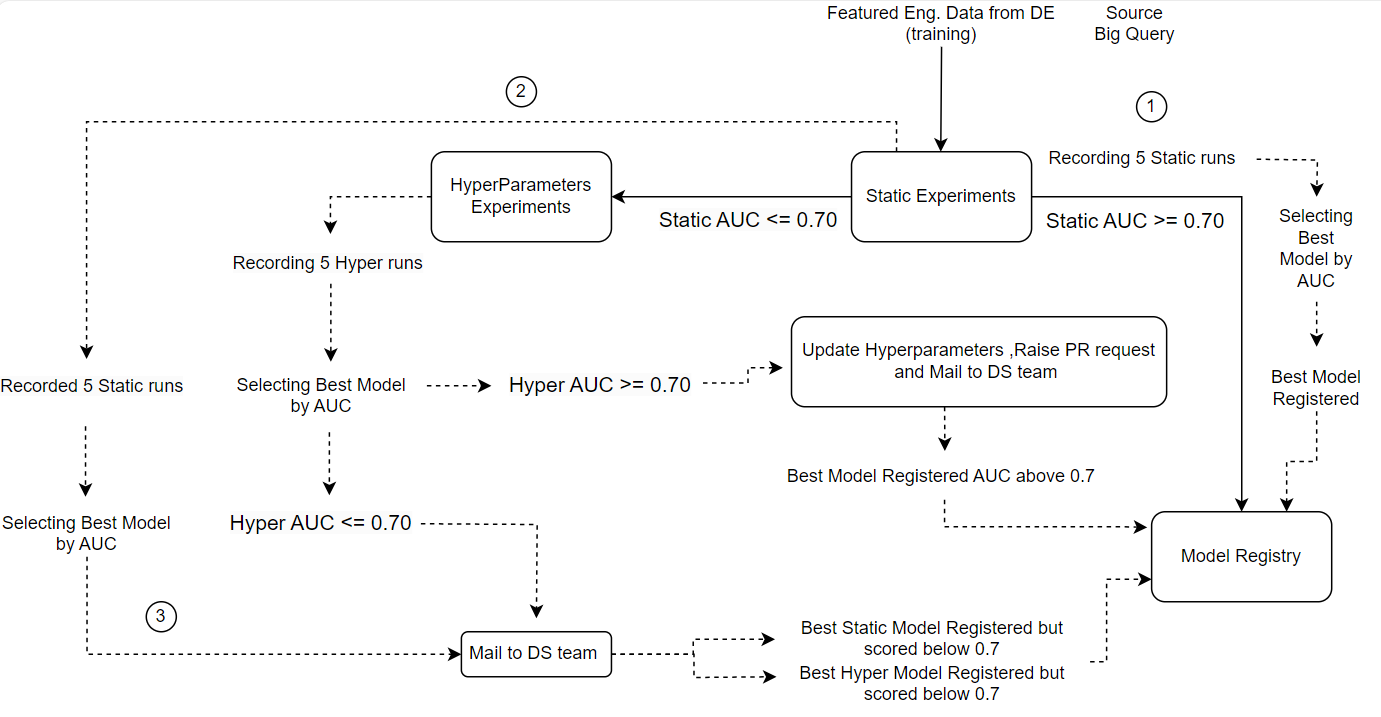 Featured Eng. Data from DE
(training)
Source
Big Query
2
1
Recording 5 Static runs
HyperParameters
Experiments
Static Experiments
Static AUC <= 0.70
Static AUC >= 0.70
Selecting
Best
Model by
AUC
Recording 5 Hyper runs
Update Hyperparameters ,Raise PR request
and Mail to DS team
Recorded 5 Static runs
Selecting Best Model
by AUC
Hyper AUC >= 0.70
Best Model
Registered
Best Model Registered AUC above 0.7
Selecting Best Model
by AUC
Hyper AUC <= 0.70
Model Registry
3
Mail to DS team
Best Static Model Registered but
scored below 0.7
Best Hyper Model Registered but
scored below 0.7